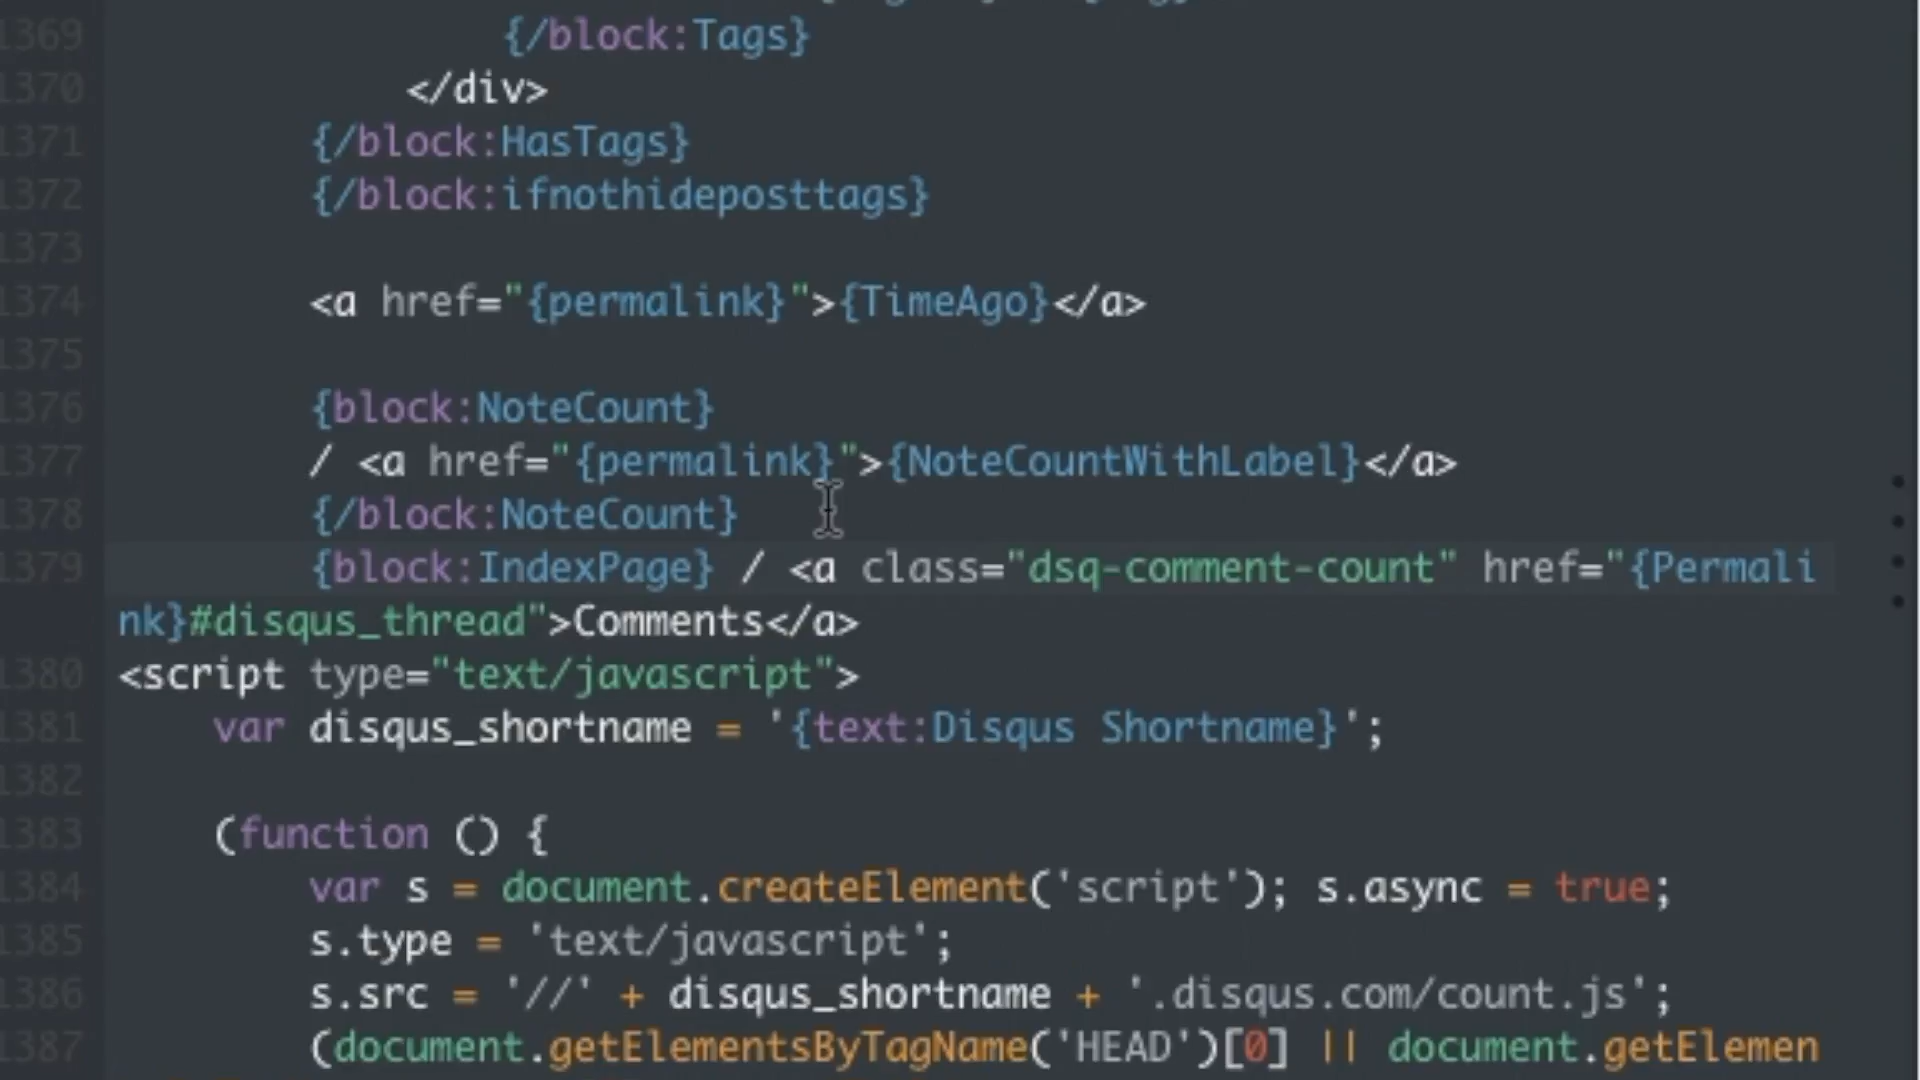 1369 {/block:Tags}
1370 </div>
1371 {/block:HasTags}
1372 {/block:ifnothideposttags}
1373
1374 <a href="{permalink}">{TimeAgo}</a>
1375
1376 {block:NoteCount}
1377 / <a href="{permalink}">{NoteCountWithLabel}</a>
1378 {/block:NoteCount}
1379 {block:IndexPage} / <a class="dsq-comment-count" href="{Permali
nk}#disqus_thread">Comments</a>
1380 <script type="text/javascript">
1381 var disqus_shortname = '{text:Disqus Shortname}';
1382
1383 (function () {
1384 var s = document.createElement('script'); s.async = true;
1385 s.type = 'text/javascript';
1386 s.src = '//' + disqus_shortname + '.disqus.com/count.js';
1387 (document.getElementsByTagName('HEAD')[0] || document.getElemen